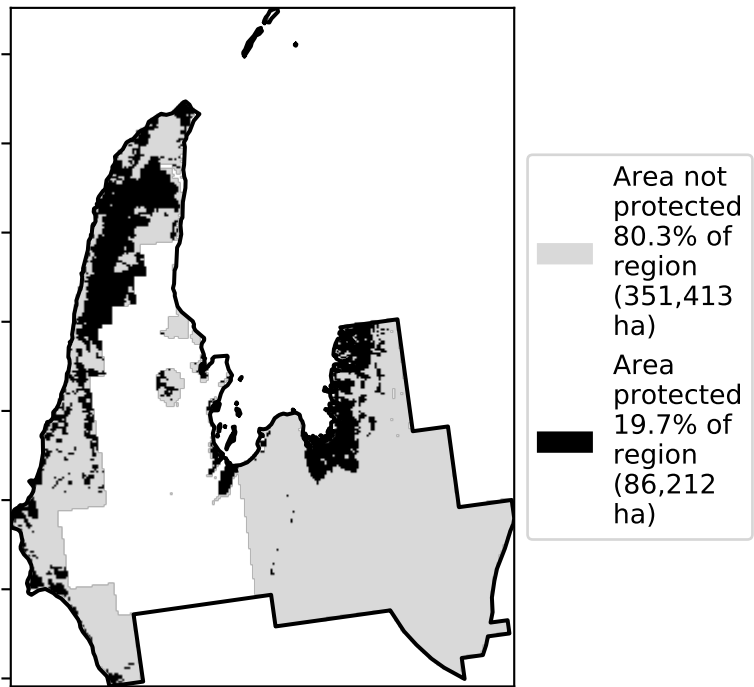 Area not
protected
80.3% of
region
(351,413
ha)
Area
protected
19.7% of
region
(86,212
ha)